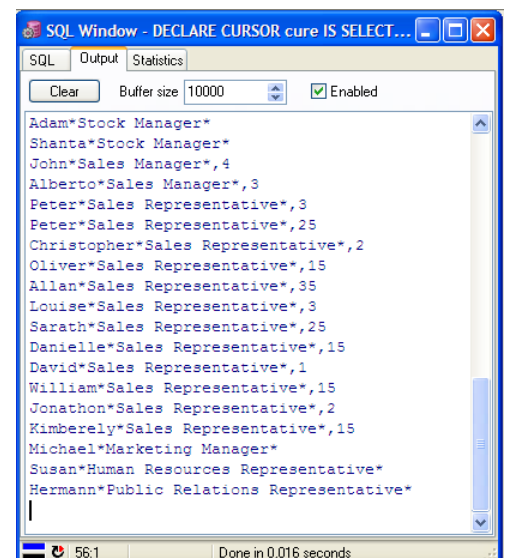 SQL Window - DECLARE CURSOR cure IS SELECT...
SQL Output Statistics
Clear Buffer size 10000 Enabled
Adam*Stock Manager*
Shanta*Stock Manager*
John*Sales Manager*,4
Alberto*Sales Manager*,3
Peter*Sales Representative*,3
Peter*Sales Representative*,25
Christopher*Sales Representative*,2
Oliver*Sales Representative*,15
Allan*Sales Representative*,35
Louise*Sales Representative*,3
Sarath*Sales Representative*,25
Danielle*Sales Representative*,15
David*Sales Representative*,1
William*Sales Representative*,15
Jonathon*Sales Representative*,2
Kimberely*Sales Representative*,15
Michael*Marketing Manager*
Susan*Human Resources Representative*
Hermann*Public Relations Representative*
56:1 Done in 0.016 seconds